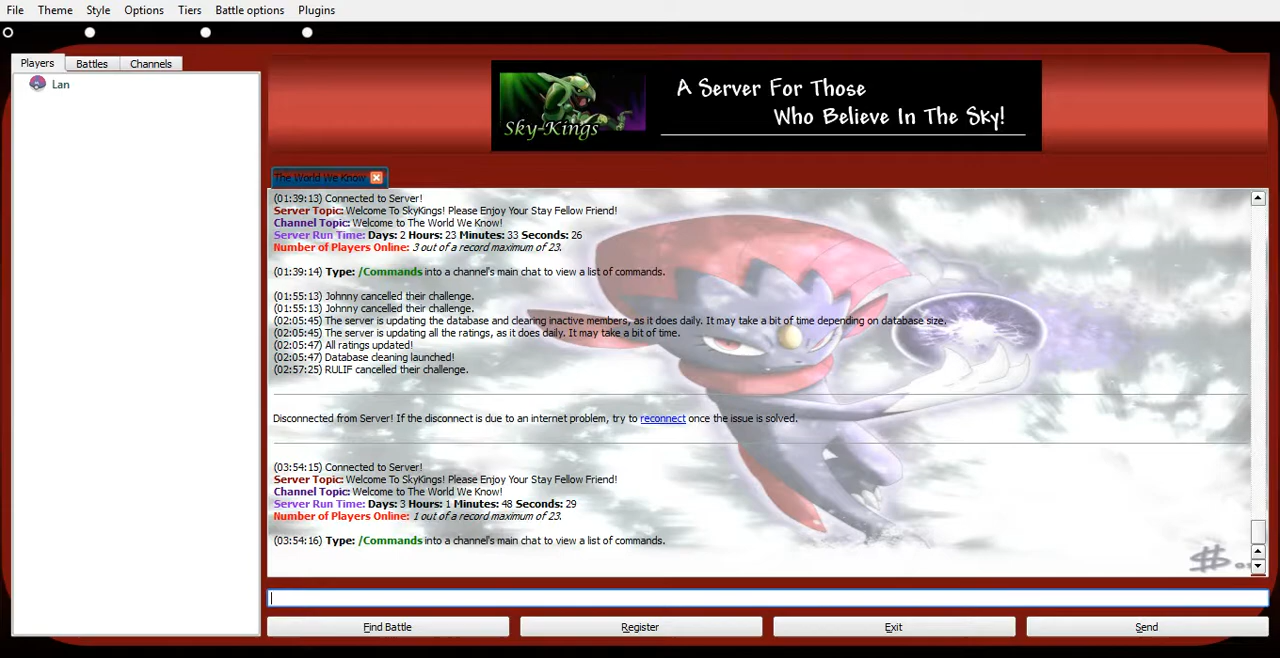 File Theme Style Options Tiers Battle options Plugins
Players Battles Channels
Lan
Sky-Kings
A Server For Those
Who Believe In The Sky!
The World We Know
(01:39:13) Connected to Server!
Server Topic: Welcome To SkyKings! Please Enjoy Your Stay Fellow Friend!
Channel Topic: Welcome to The World We Know!
Server Run Time: Days: 2 Hours: 23 Minutes: 33 Seconds: 26
Number of Players Online: 3 out of a record maximum of 23.
(01:39:14) Type: /Commands into a channel's main chat to view a list of commands.
(01:55:13) Johnny cancelled their challenge.
(01:55:13) Johnny cancelled their challenge.
(02:05:45) The server is updating the database and clearing inactive members, as it does daily. It may take a bit of time depending on database size.
(02:05:45) The server is updating all the ratings, as it does daily. It may take a bit of time.
(02:05:47) All ratings updated!
(02:05:47) Database cleaning launched!
(02:57:25) RULIF cancelled their challenge.
Disconnected from Server! If the disconnect is due to an internet problem, try to reconnect once the issue is solved.
(03:54:15) Connected to Server!
Server Topic: Welcome To SkyKings! Please Enjoy Your Stay Fellow Friend!
Channel Topic: Welcome to The World We Know!
Server Run Time: Days: 3 Hours: 1 Minutes: 48 Seconds: 29
Number of Players Online: 1 out of a record maximum of 23.
(03:54:16) Type: /Commands into a channel's main chat to view a list of commands.
Find Battle Register Exit Send